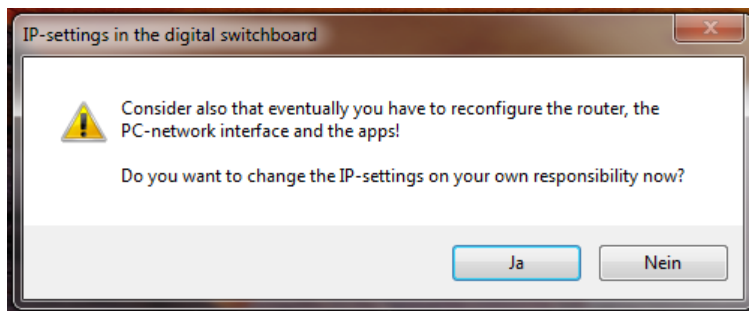 IP-settings in the digital switchboard
Consider also that eventually you have to reconfigure the router, the
PC-network interface and the apps!
Do you want to change the IP-settings on your own responsibility now?
Ja
Nein